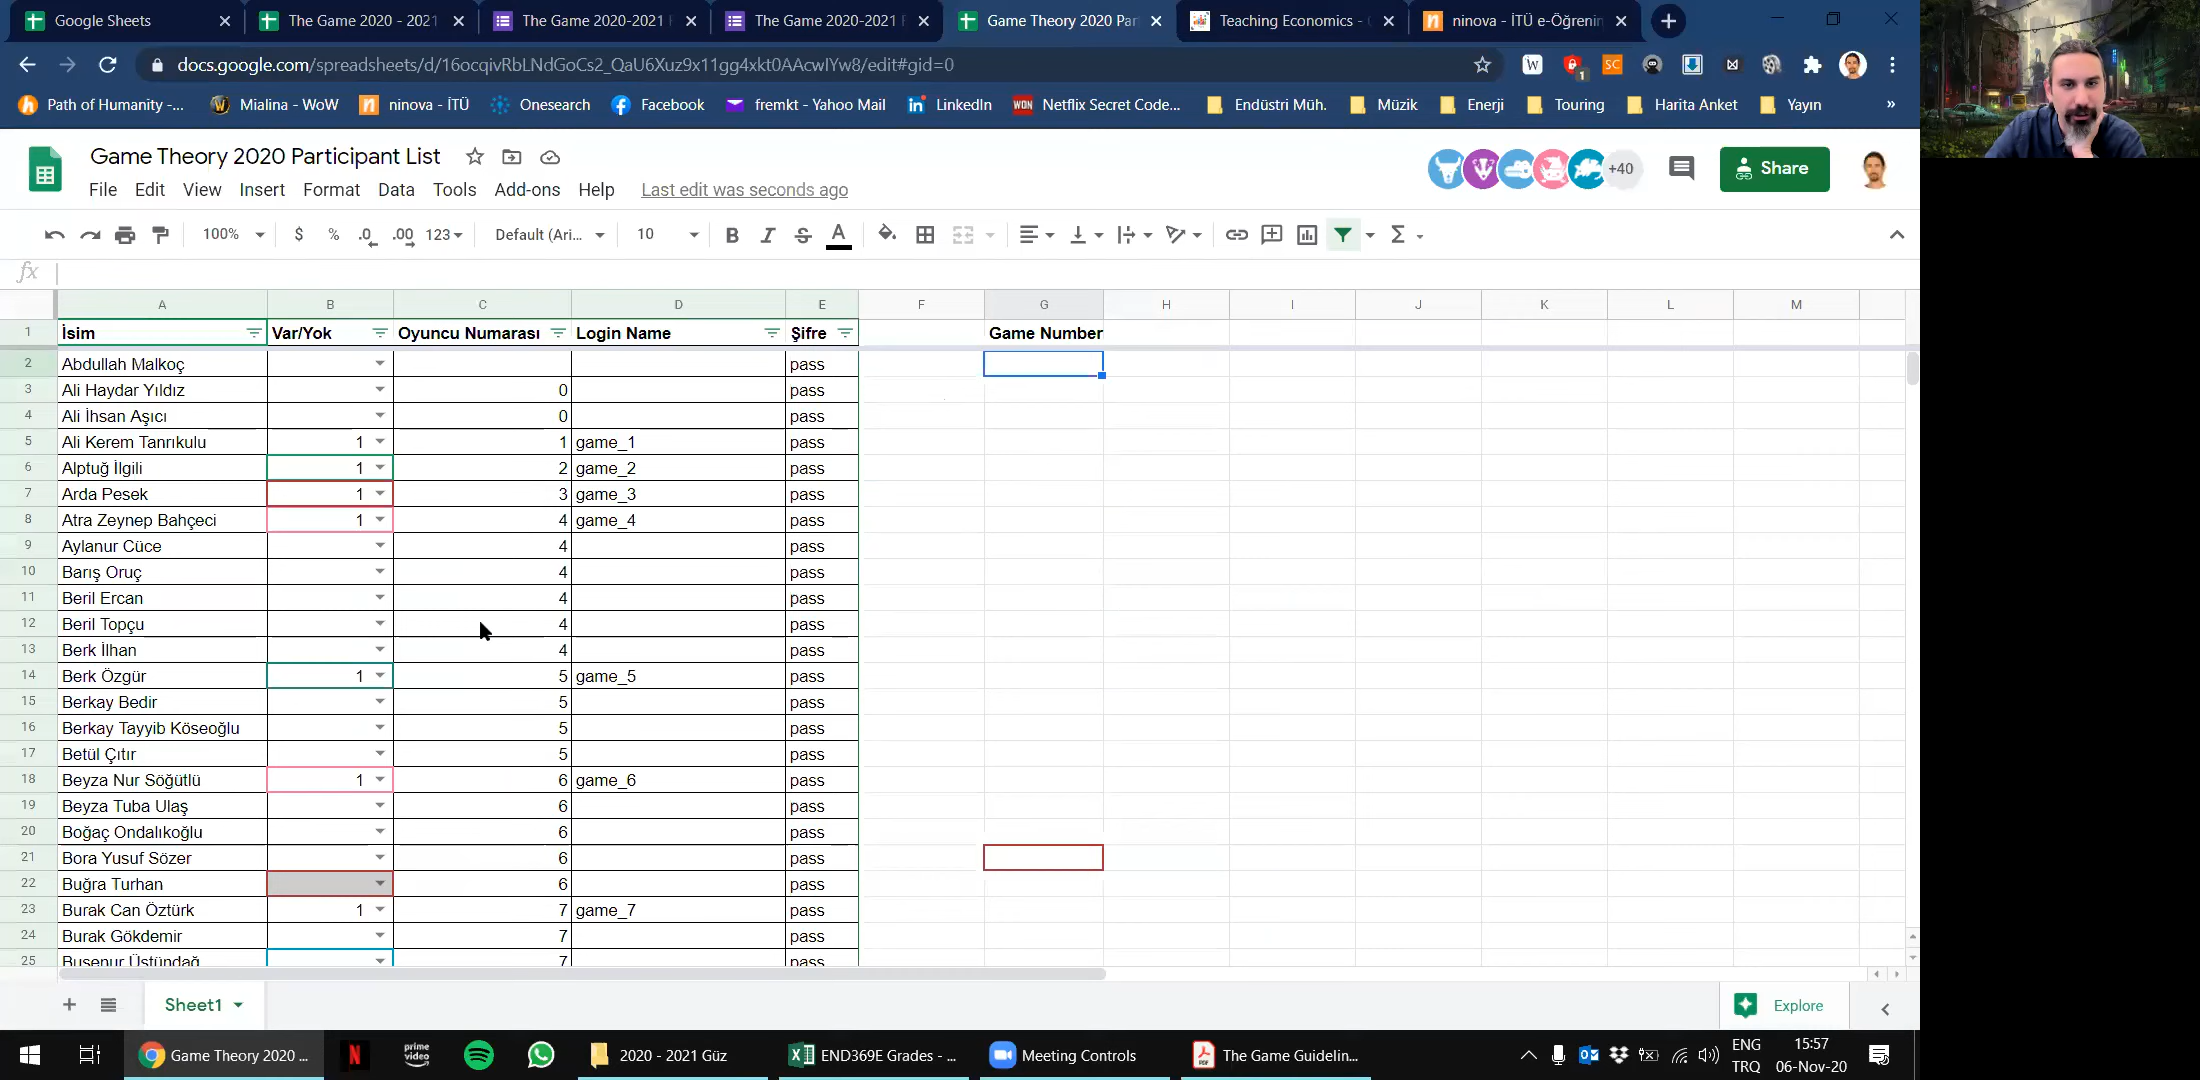 Google Sheets
The Game 2020 - 2021
The Game 2020-2021
The Game 2020-2021
Game Theory 2020 Par
Teaching Economics -
ninova - İTÜ e-Öğrenin
docs.google.com/spreadsheets/d/16ocqivRbLNdGoCs2_QaU6Xuz9x11gg4xkt0AAcwlYw8/edit#gid=0
Path of Humanity -...
Mialina - WoW
ninova - İTÜ
Onesearch
Facebook
fremkt - Yahoo Mail
LinkedIn
Netflix Secret Code...
Endüstri Müh.
Müzik
Enerji
Touring
Harita Anket
Yayın
»
Game Theory 2020 Participant List
+40
Share
File Edit View Insert Format Data Tools Add-ons Help Last edit was seconds ago
100% $ % .0 .00 123 Default (Ari... 10 B I S A Σ
fx
A B C D E F G H I J K L M
1 İsim Var/Yok Oyuncu Numarası Login Name Şifre Game Number
2 Abdullah Malkoç pass
3 Ali Haydar Yıldız 0 pass
4 Ali İhsan Aşıcı 0 pass
5 Ali Kerem Tanrıkulu 1 1 game_1 pass
6 Alptuğ İlgili 1 2 game_2 pass
7 Arda Pesek 1 3 game_3 pass
8 Atra Zeynep Bahçeci 1 4 game_4 pass
9 Aylanur Cüce 4 pass
10 Barış Oruç 4 pass
11 Beril Ercan 4 pass
12 Beril Topçu 4 pass
13 Berk İlhan 4 pass
14 Berk Özgür 1 5 game_5 pass
15 Berkay Bedir 5 pass
16 Berkay Tayyib Köseoğlu 5 pass
17 Betül Çıtır 5 pass
18 Beyza Nur Söğütlü 1 6 game_6 pass
19 Beyza Tuba Ulaş 6 pass
20 Boğaç Ondalıkoğlu 6 pass
21 Bora Yusuf Sözer 6 pass
22 Buğra Turhan 6 pass
23 Burak Can Öztürk 1 7 game_7 pass
24 Burak Gökdemir 7 pass
25 Busenur Üstündağ 7 pass
Sheet1
Explore
Game Theory 2020 ...
prime video
2020 - 2021 Güz
END369E Grades - ...
Meeting Controls
The Game Guidelin...
ENG
TRQ
15:57
06-Nov-20